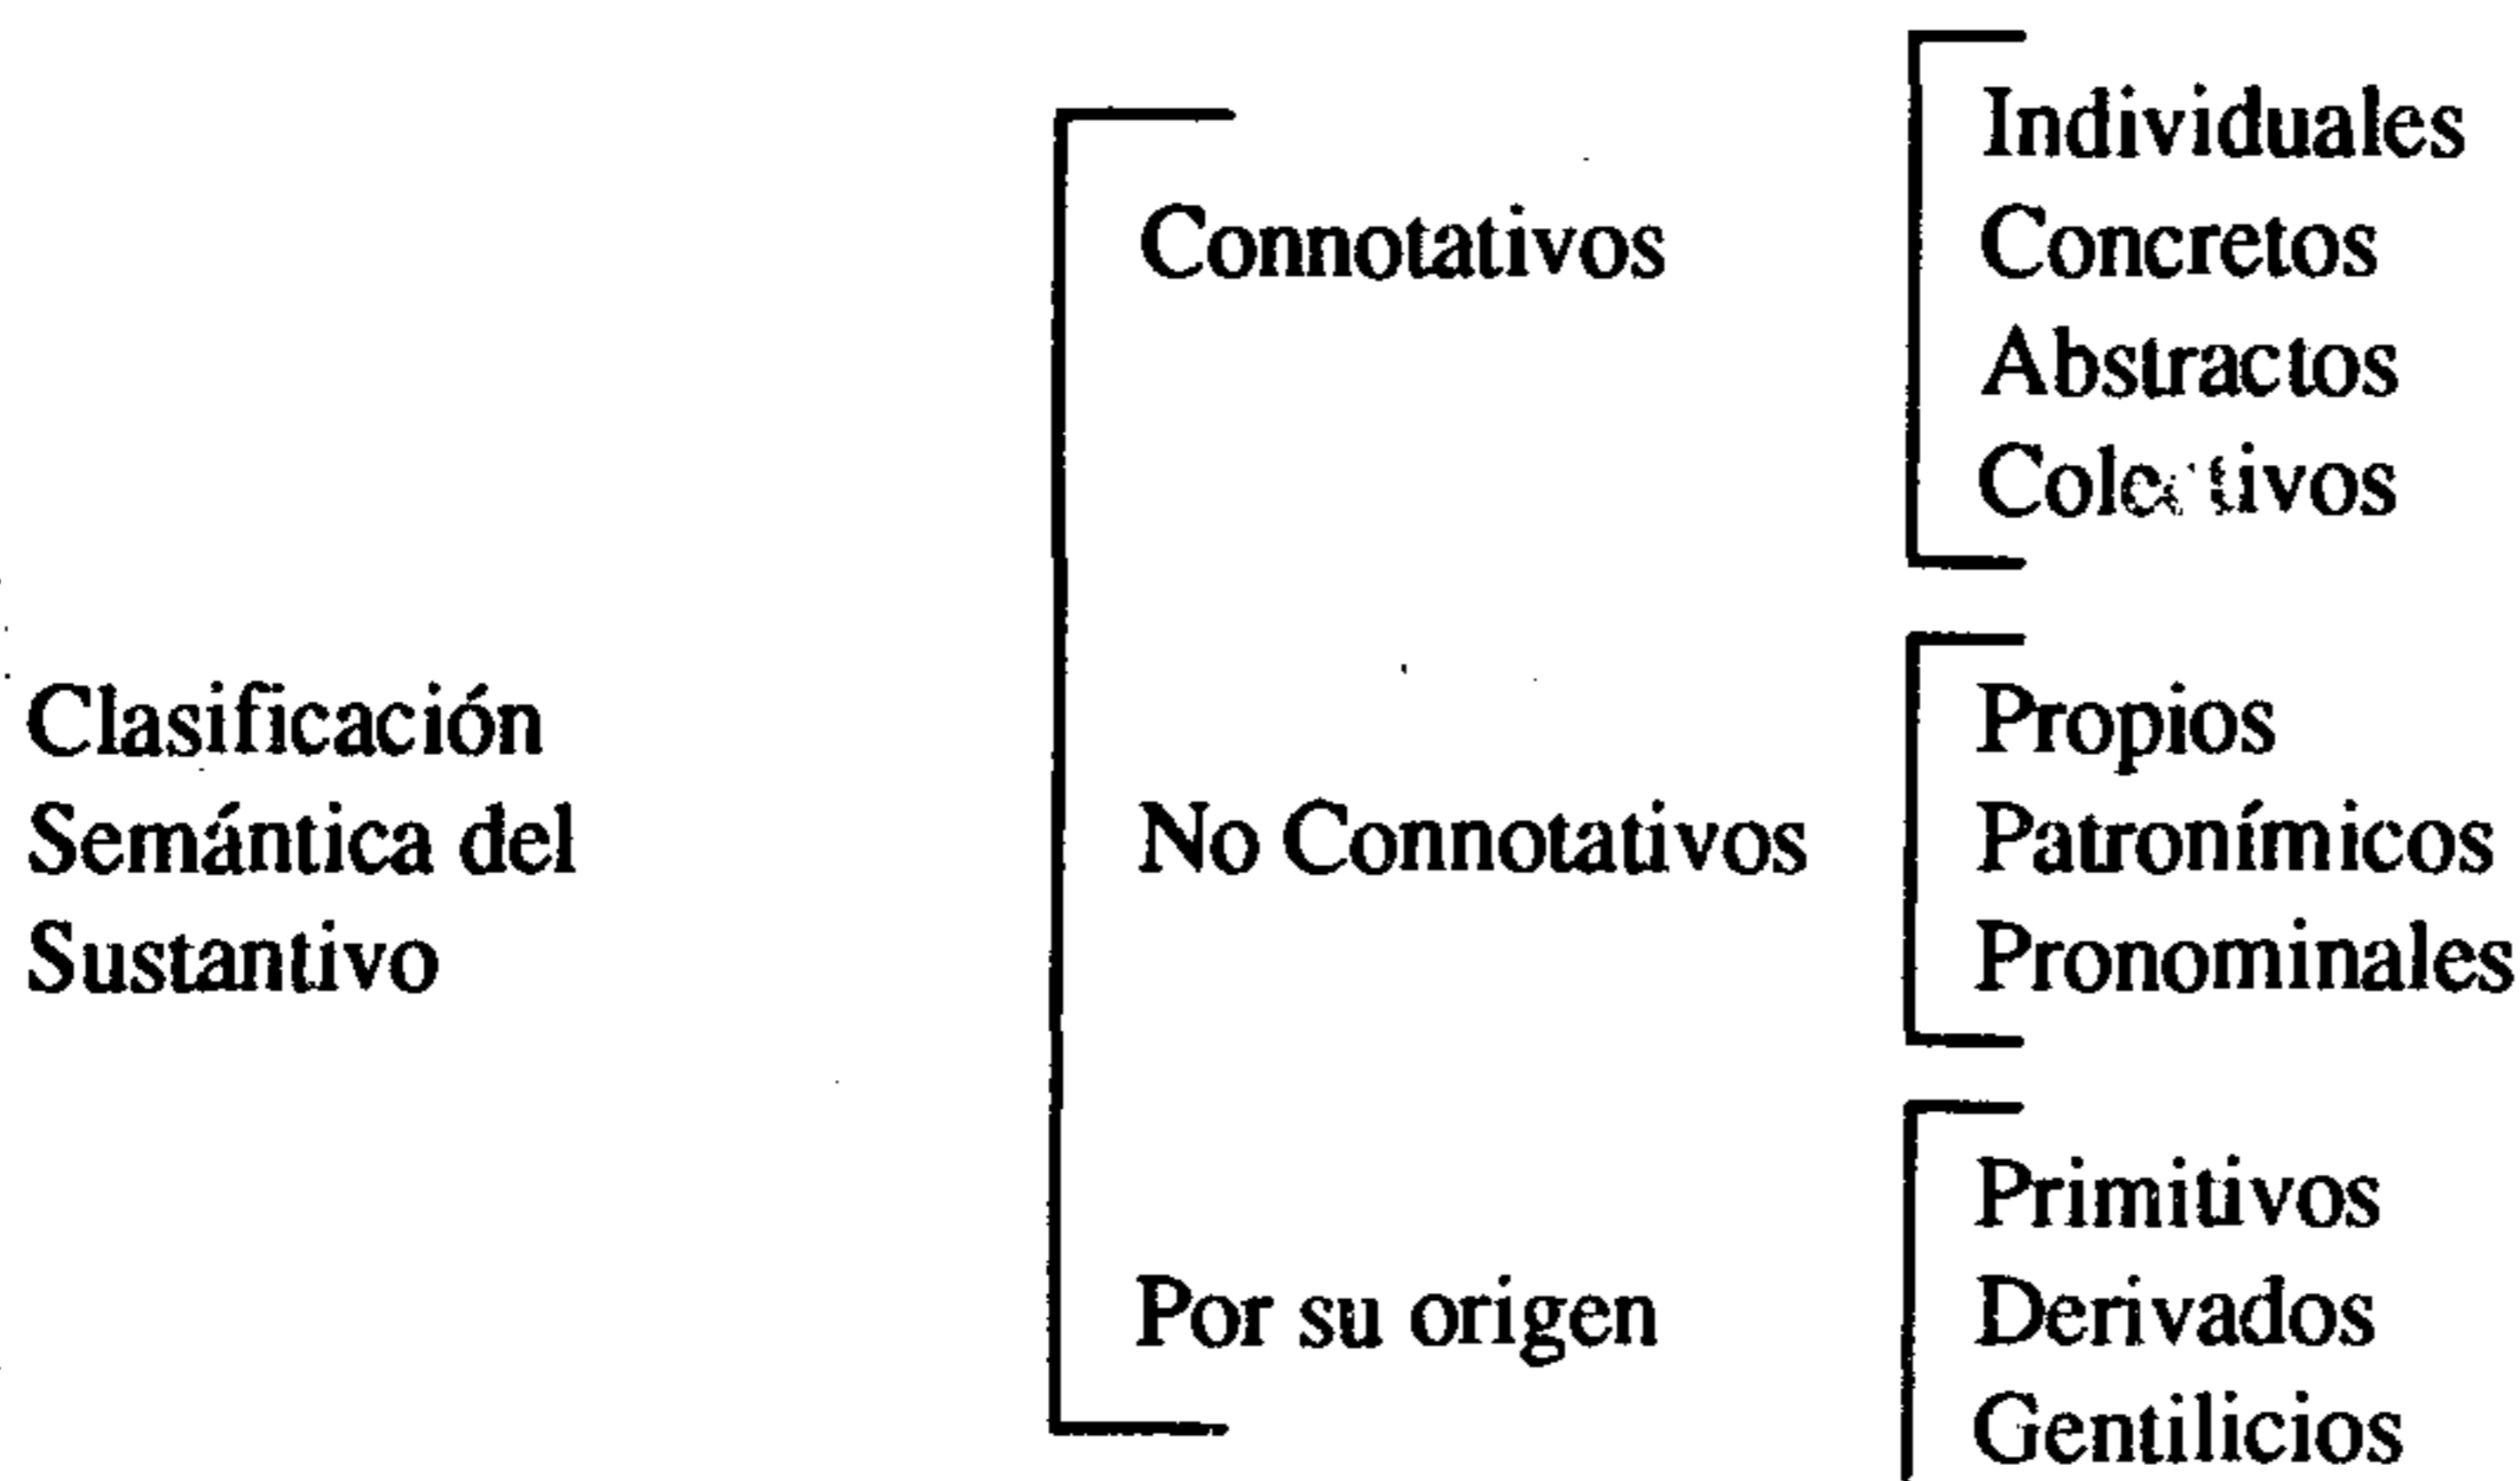 Clasificación
Semántica del
Sustantivo
Connotativos
Individuales
Concretos
Abstractos
Colectivos
No Connotativos
Propios
Patronímicos
Pronominales
Por su origen
Primitivos
Derivados
Gentilicios